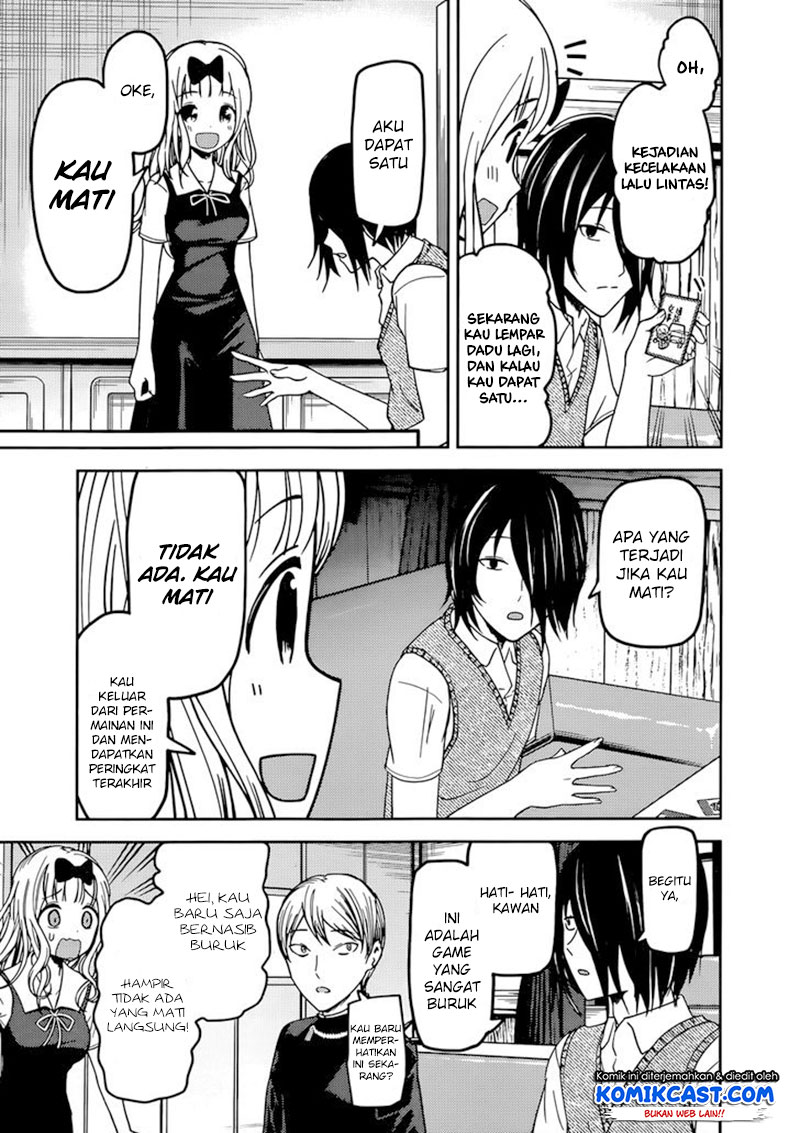 OH,
KEJADIAN
KECELAKAAN
LALU LINTAS!
SEKARANG
KAU LEMPAR
DADU LAGI,
DAN KALAU
KAU DAPAT
SATU...
AKU
DAPAT
SATU
OKE,
KAU
MATI
APA YANG
TERJADI
JIKA KAU
MATI?
TIDAK
ADA. KAU
MATI
KAU
KELUAR
DARI PER-
MAINAN INI
DAN MEN-
DAPATKAN
PERINGKAT
TERAKHIR
BEGITU
YA,
HATI- HATI,
KAWAN
INI
ADALAH
GAME
YANG
SANGAT
BURUK
KAU BARU
MEMPER-
HATIKAN
INI SEKA-
RANG?
HEI, KAU
BARU SAJA
BERNASIB
BURUK
HAMPIR
TIDAK ADA
YANG MATI
LANGSUNG!
Komik ini diterjemahkan & diedit oleh
KOMIKCAST.COM
BUKAN WEB LAIN!!